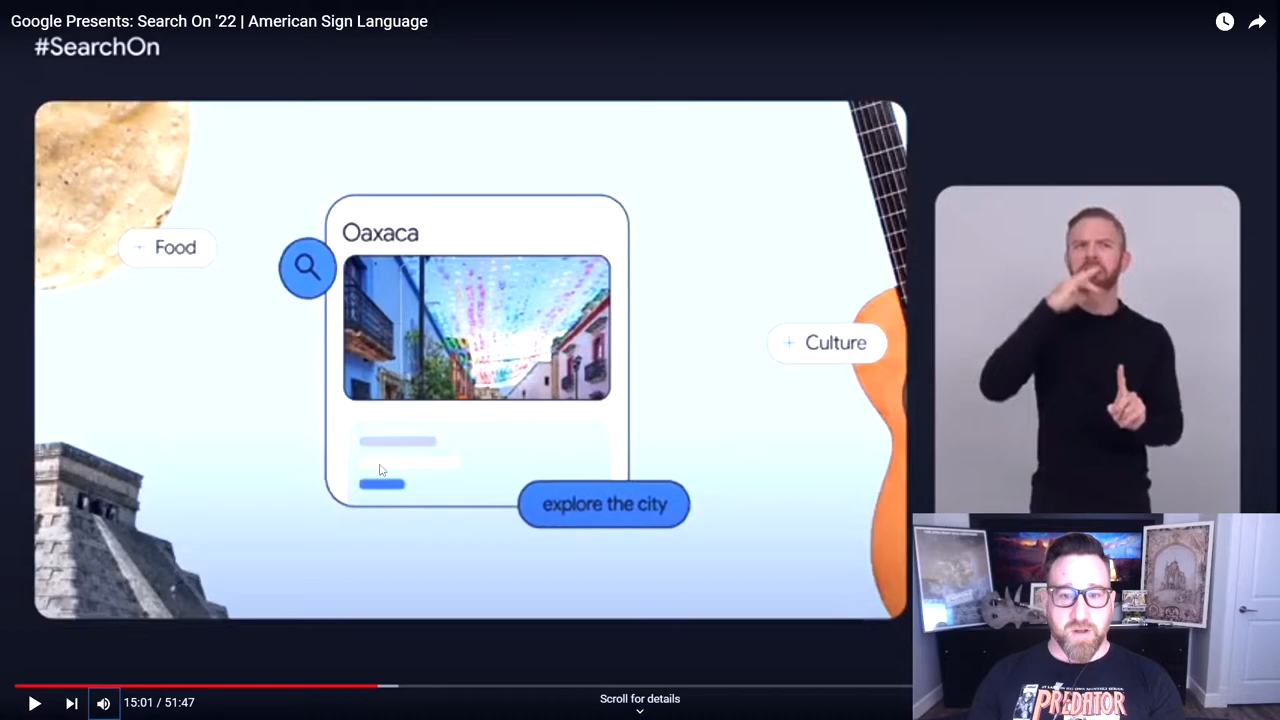 Google Presents: Search On '22 | American Sign Language
#SearchOn
Oaxaca
+ Food
+ Culture
explore the city
PREDATOR
15:01 / 51:47
Scroll for details